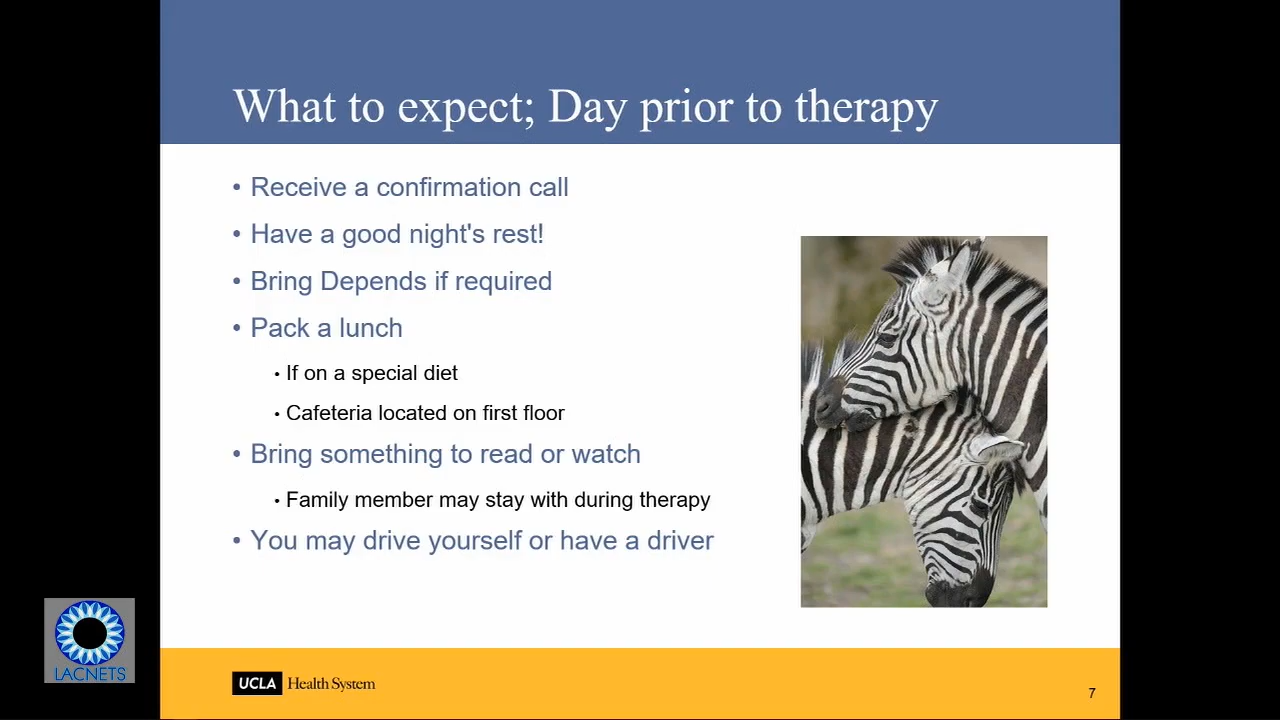 What to expect; Day prior to therapy
• Receive a confirmation call
• Have a good night's rest!
• Bring Depends if required
• Pack a lunch
• If on a special diet
• Cafeteria located on first floor
• Bring something to read or watch
• Family member may stay with during therapy
• You may drive yourself or have a driver
LACNETS
UCLA Health System
7